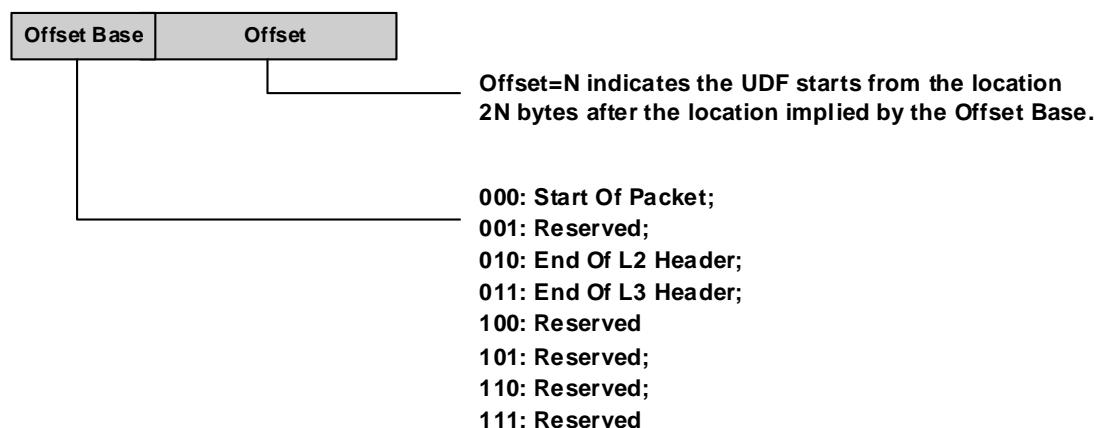 Offset Base Offset
Offset=N indicates the UDF starts from the location
2N bytes after the location implied by the Offset Base.
000: Start Of Packet;
001: Reserved;
010: End Of L2 Header;
011: End Of L3 Header;
100: Reserved
101: Reserved;
110: Reserved;
111: Reserved